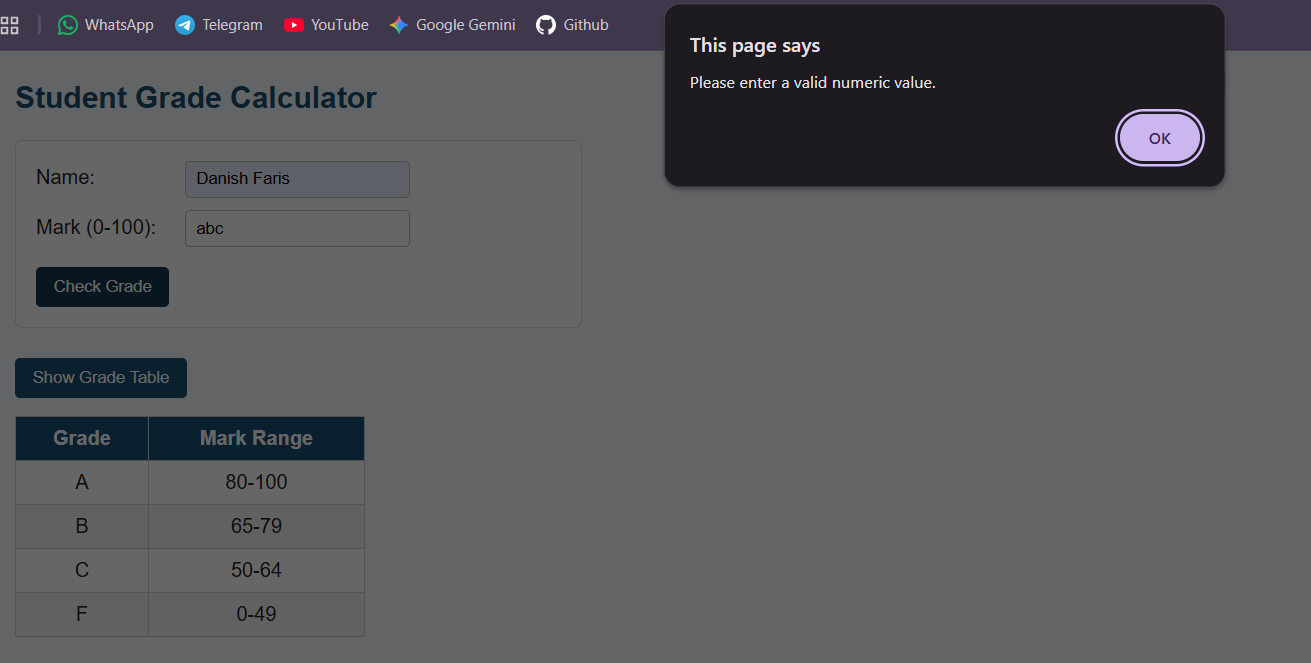 WhatsApp Telegram YouTube Google Gemini Github
This page says
Please enter a valid numeric value.
OK
Student Grade Calculator
Name: Danish Faris
Mark (0-100): abc
Check Grade
Show Grade Table
Grade Mark Range
A 80-100
B 65-79
C 50-64
F 0-49